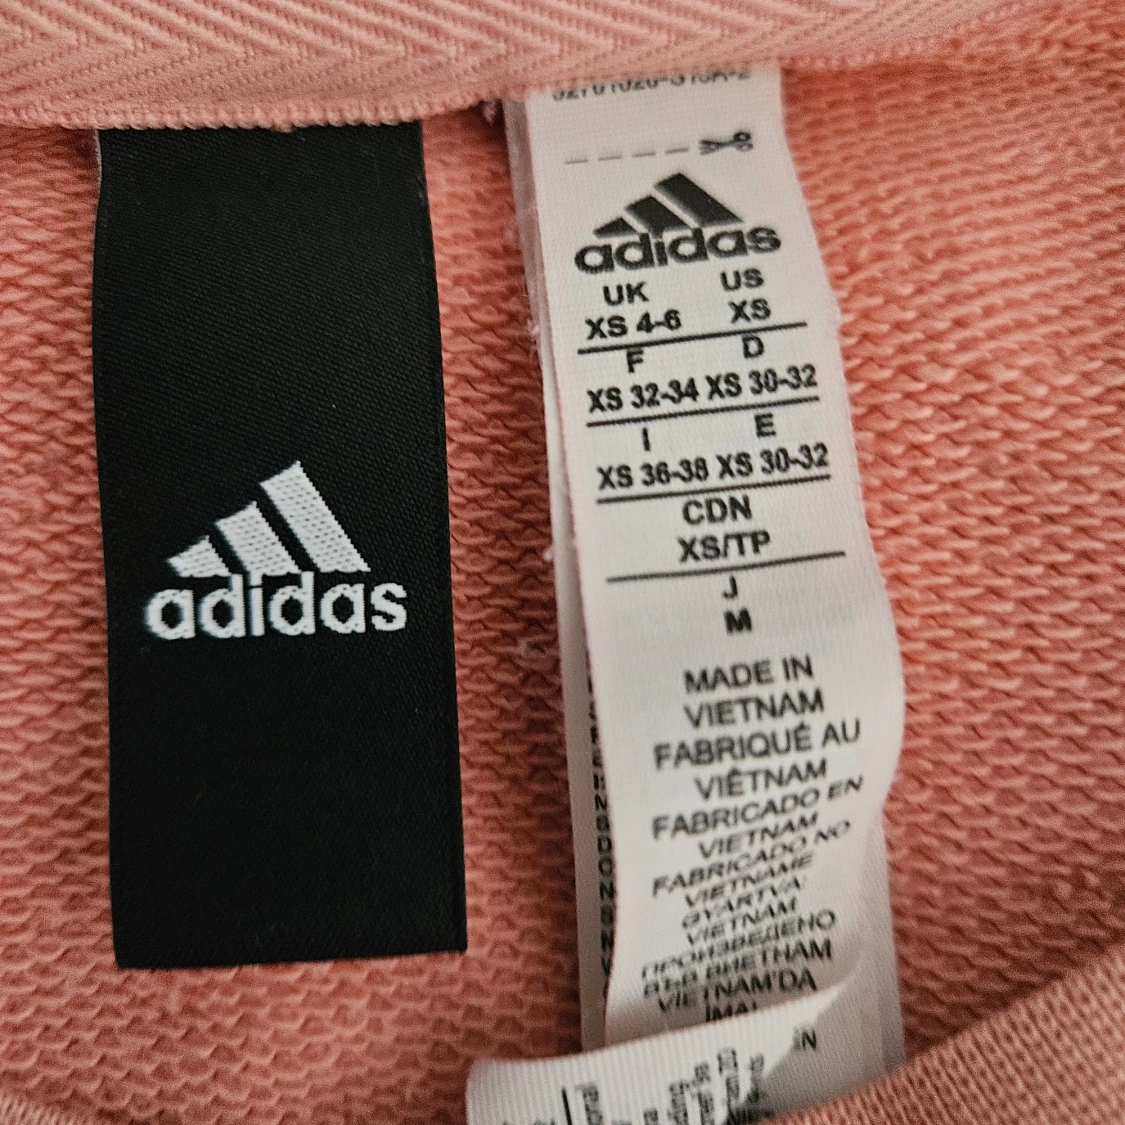 adidas
adidas
UK US
XS 4-6 XS
F D
XS 32-34 XS 30-32
I E
XS 36-38 XS 30-32
CDN
XS/TP
J
M
MADE IN
VIETNAM
FABRIQUÉ AU
VIÊTNAM
FABRICADO EN
VIETNAM
FABRICADO NO
VIETNAME
GYÁRTVA:
VIETNÁM
ПРОИЗВЕДЕНО
ВЪВ ВИЕТНАМ
VIETNAM'DA